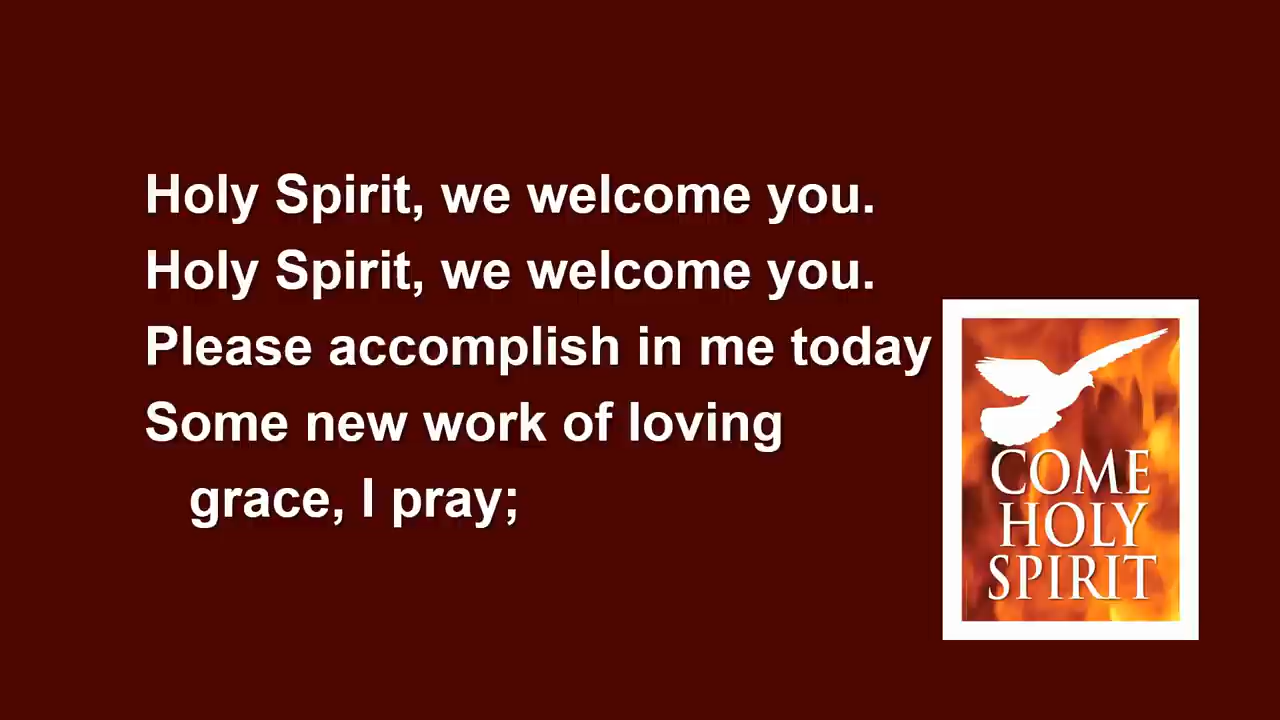 Holy Spirit, we welcome you.
Holy Spirit, we welcome you.
Please accomplish in me today
Some new work of loving
grace, I pray;
COME
HOLY
SPIRIT